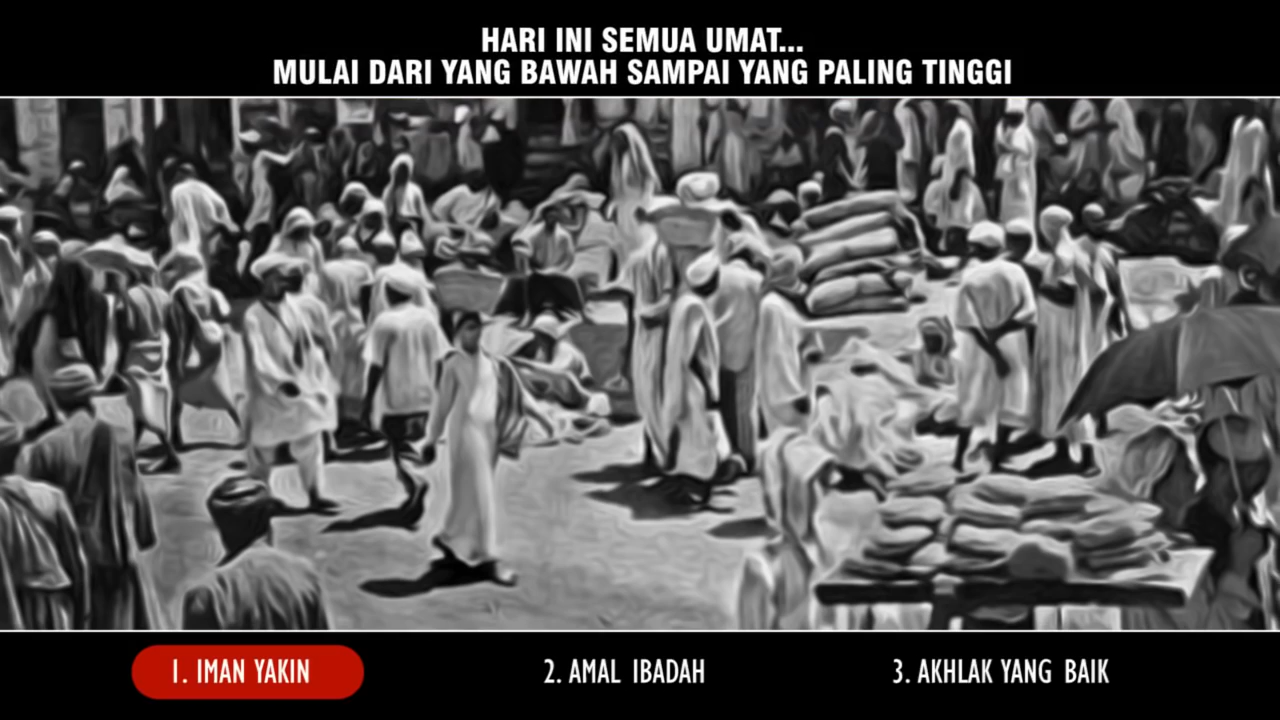 HARI INI SEMUA UMAT...
MULAI DARI YANG BAWAH SAMPAI YANG PALING TINGGI
1. IMAN YAKIN
2. AMAL IBADAH
3. AKHLAK YANG BAIK